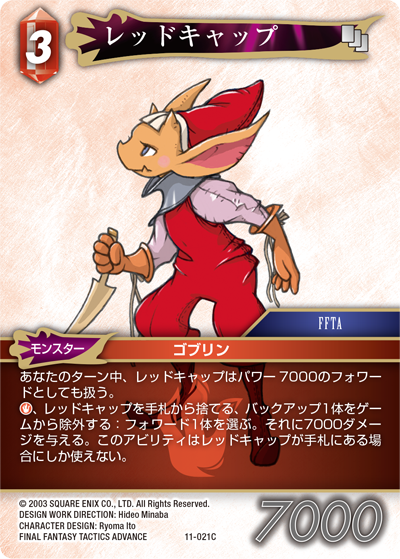 3
レッドキャップ
FFTA
モンスター
ゴブリン
あなたのターン中、レッドキャップはパワー7000のフォワー
ドとしても扱う。
、レッドキャップを手札から捨てる、バックアップ1体をゲー
ムから除外する：フォワード1体を選ぶ。それに7000ダメー
ジを与える。このアビリティはレッドキャップが手札にある場合
にしか使えない。
© 2003 SQUARE ENIX CO., LTD. All Rights Reserved.
DESIGN WORK DIRECTION: Hideo Minaba
CHARACTER DESIGN: Ryoma Ito
FINAL FANTASY TACTICS ADVANCE
11-021C
7000